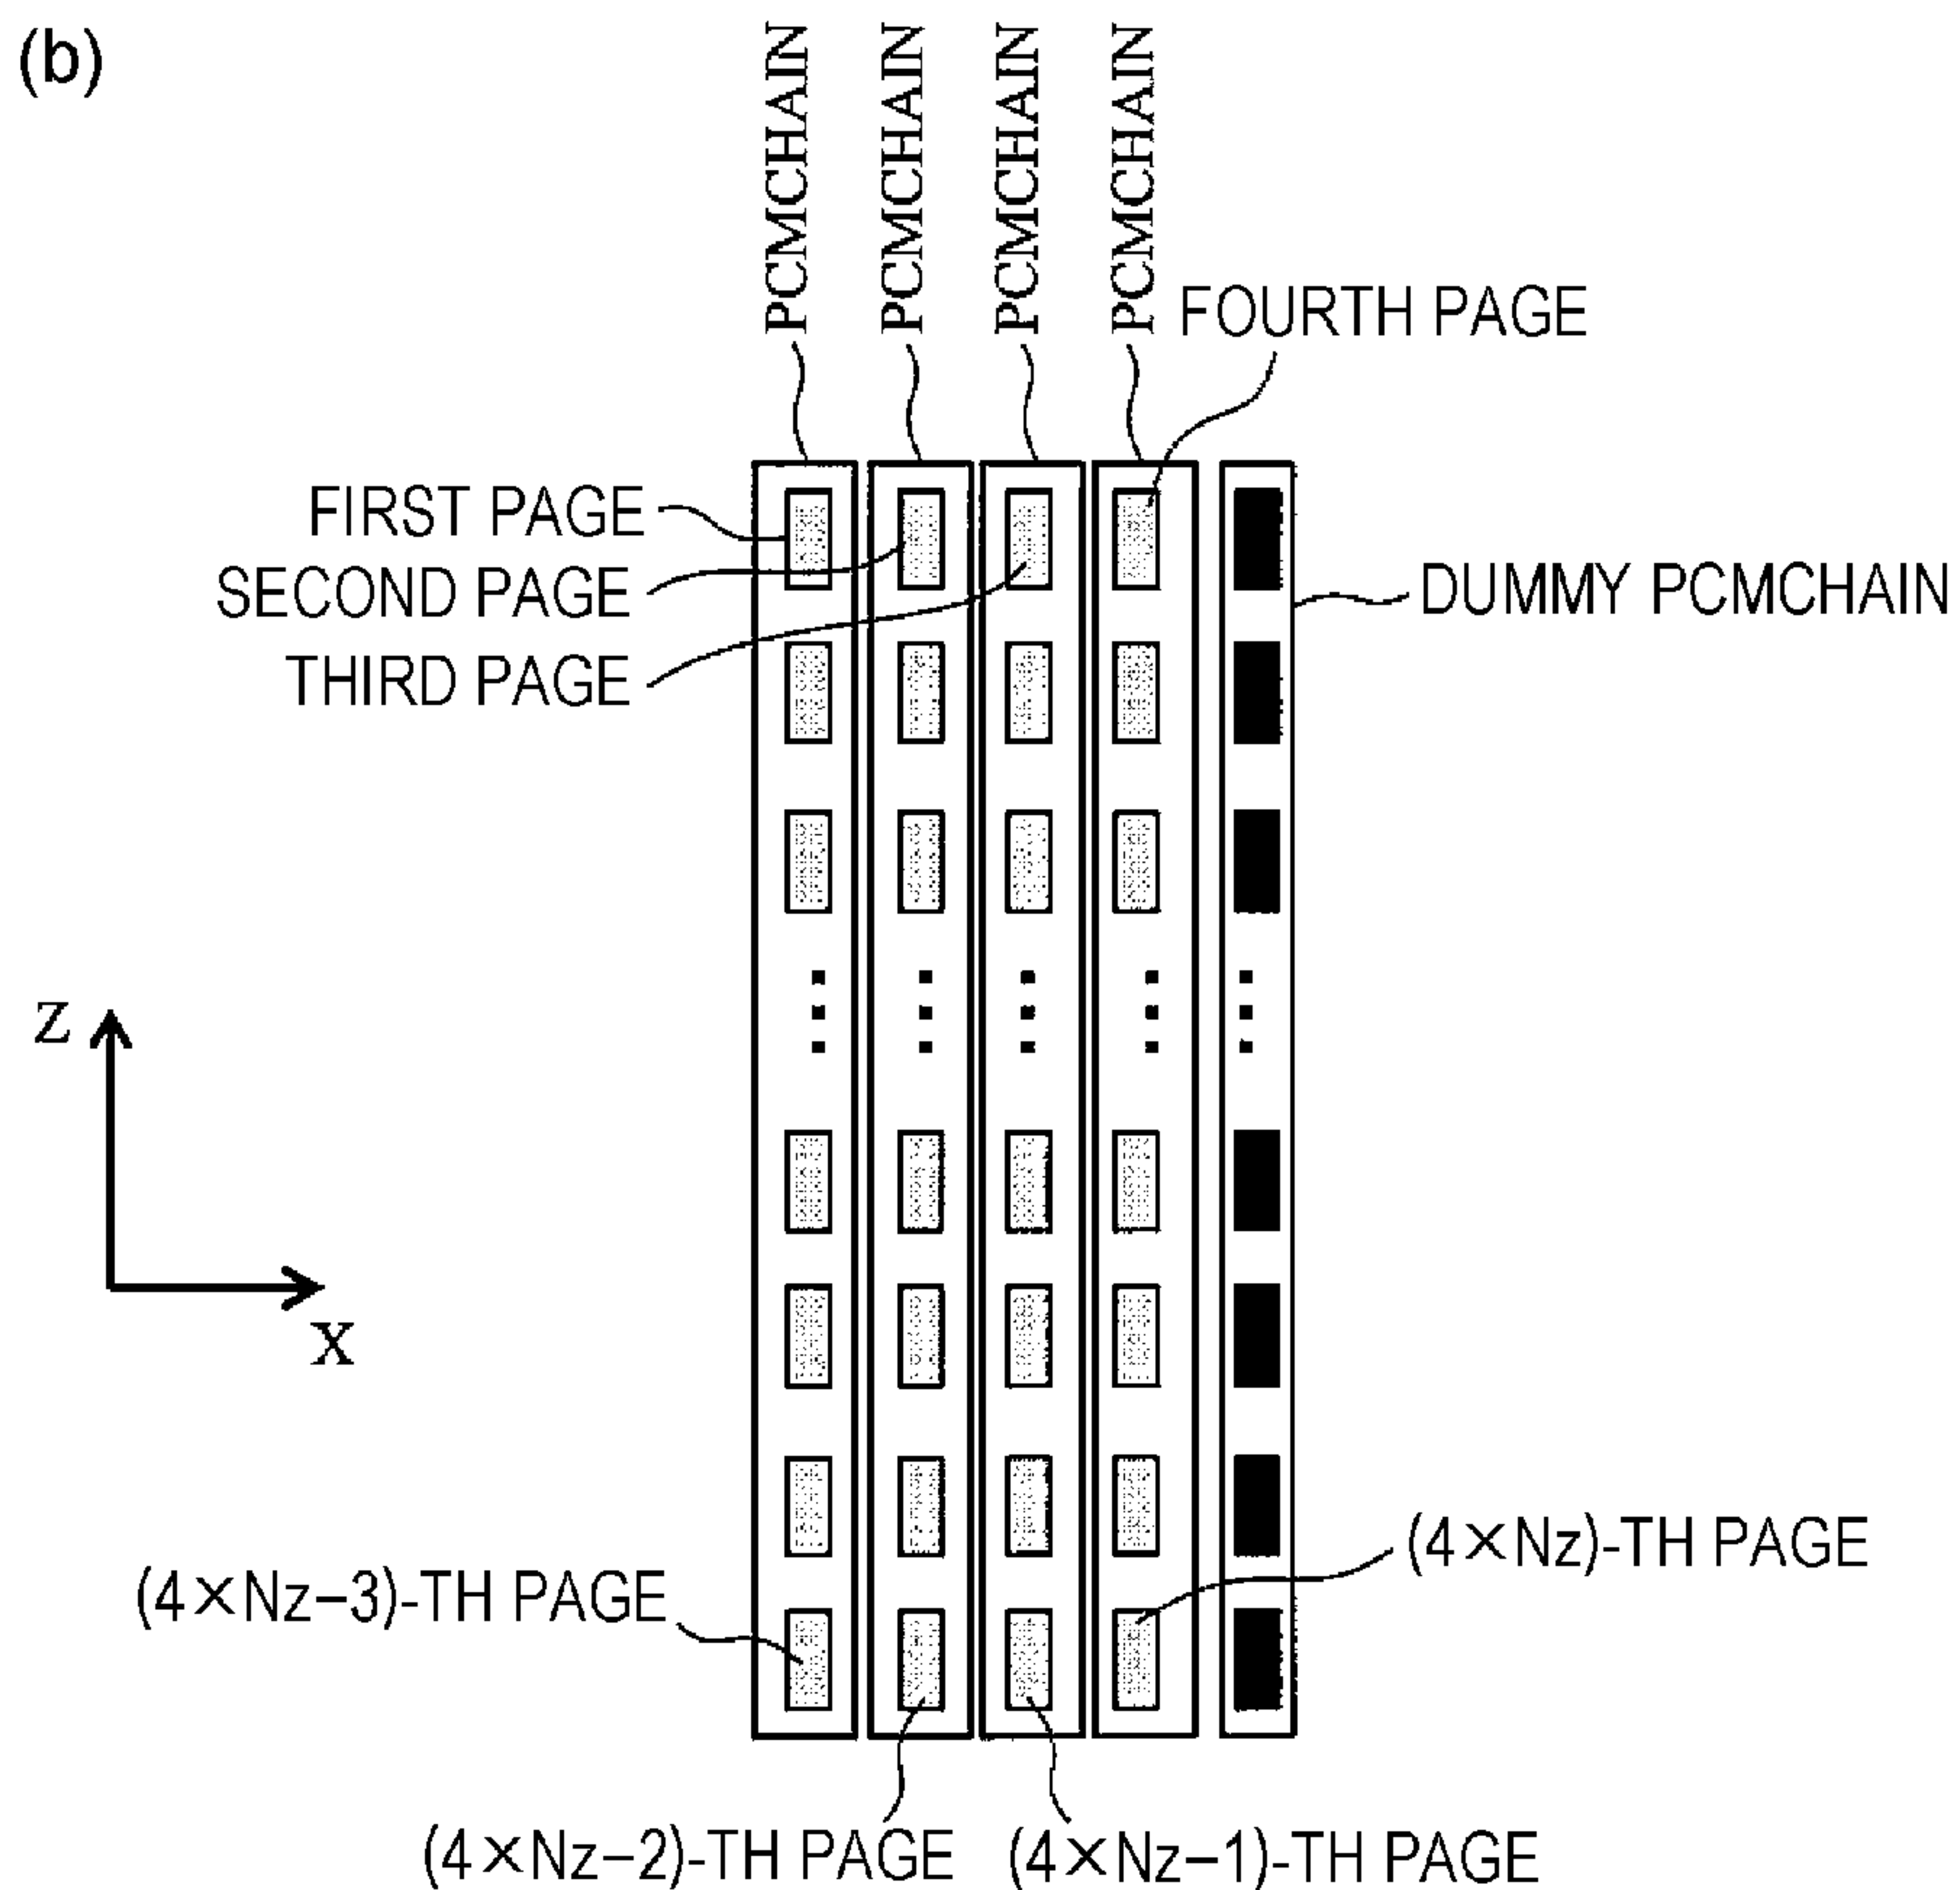 (b)
PCMCHAIN
PCMCHAIN
PCMCHAIN
PCMCHAIN
FOURTH PAGE
FIRST PAGE
SECOND PAGE
DUMMY PCMCHAIN
THIRD PAGE
z
x
(4×Nz)-TH PAGE
(4×Nz−3)-TH PAGE
(4×Nz−2)-TH PAGE
(4×Nz−1)-TH PAGE